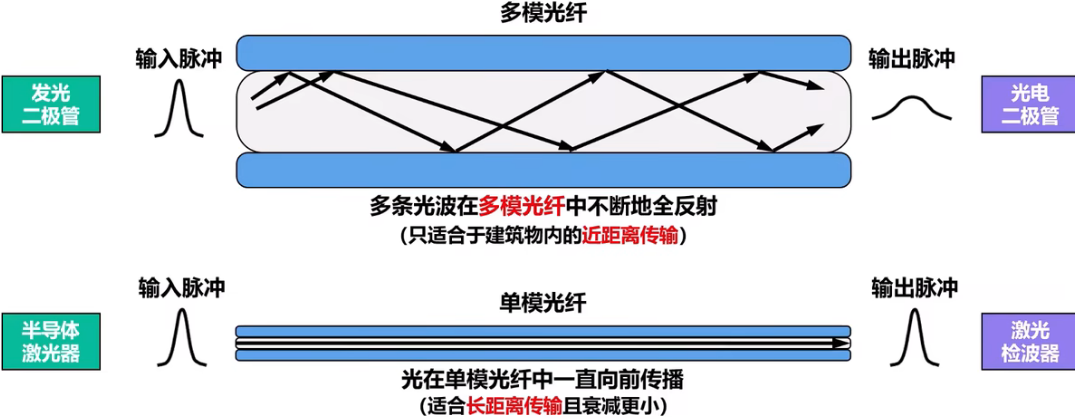 多模光纤
输入脉冲
输出脉冲
发光
二极管
光电
二极管
多条光波在多模光纤中不断地全反射
（只适合于建筑物内的近距离传输）
输入脉冲
单模光纤
输出脉冲
半导体
激光器
激光
检波器
光在单模光纤中一直向前传播
（适合长距离传输且衰减更小）